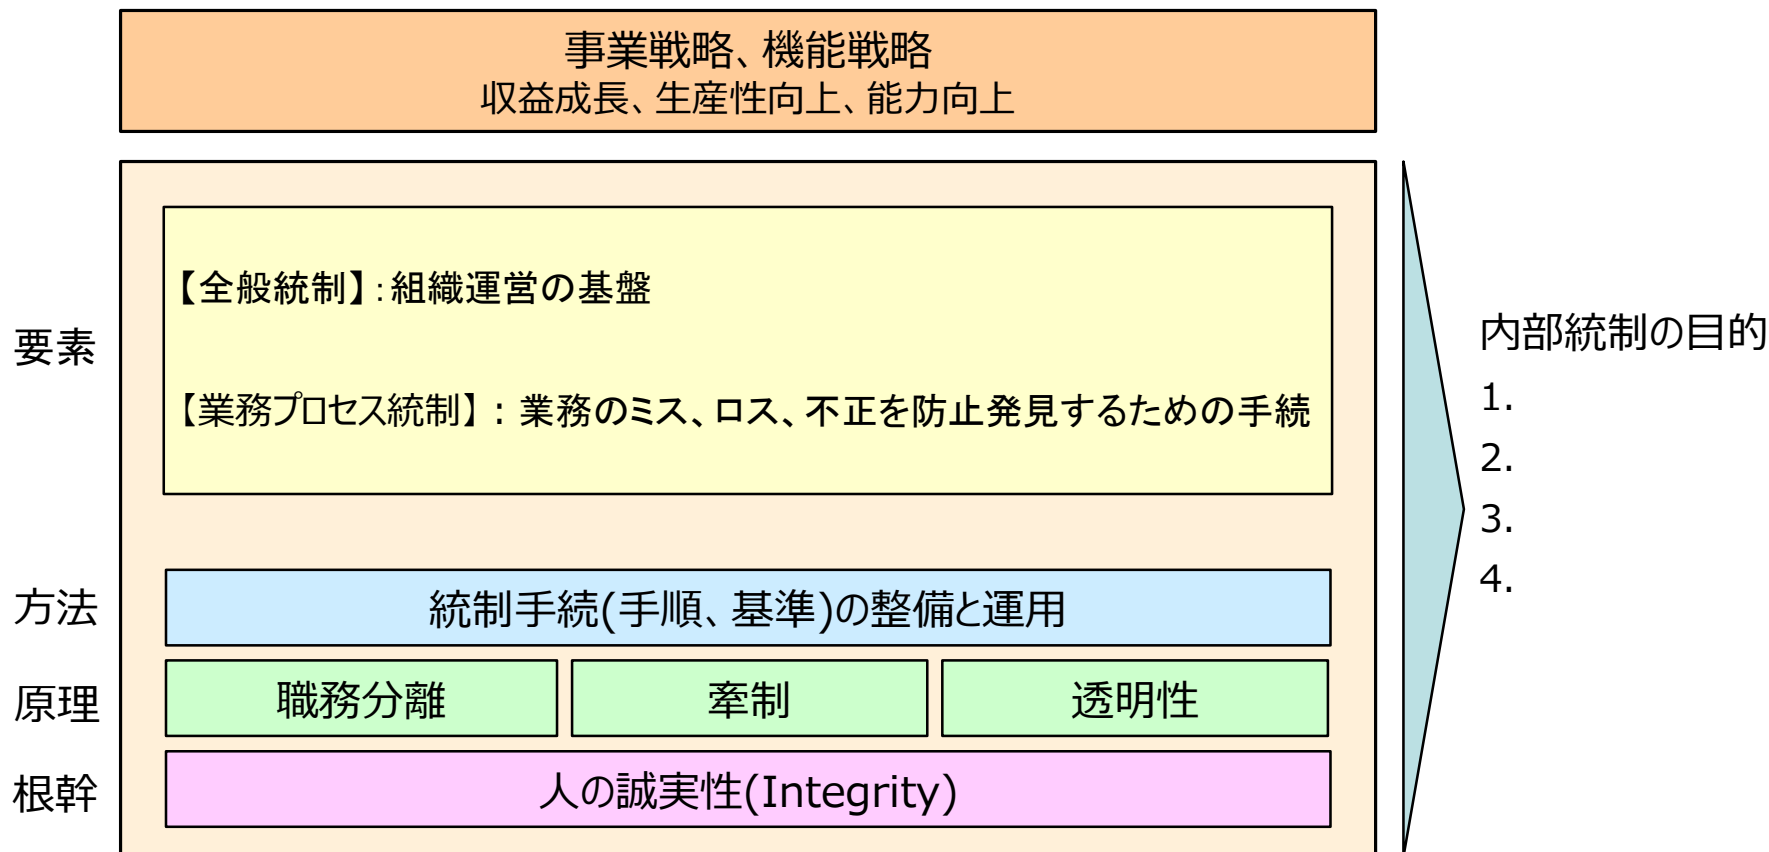 事業戦略、機能戦略
収益成長、生産性向上、能力向上
要素
【全般統制】:組織運営の基盤
【業務プロセス統制】:業務のミス、ロス、不正を防止発見するための手続
方法
統制手続(手順、基準)の整備と運用
原理
職務分離
牽制
透明性
根幹
人の誠実性(Integrity)
内部統制の目的
1.
2.
3.
4.